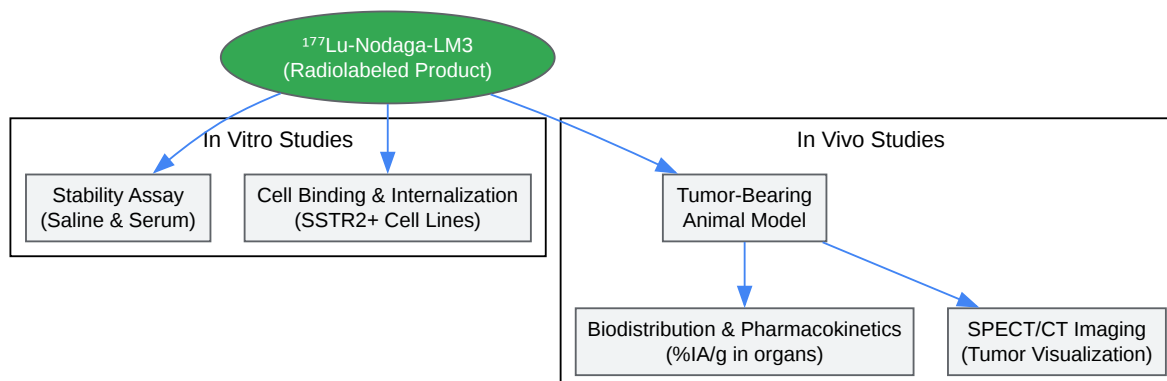 ¹⁷⁷Lu-Nodaga-LM3
(Radiolabeled Product)
In Vitro Studies
Stability Assay
(Saline & Serum)
Cell Binding & Internalization
(SSTR2+ Cell Lines)
In Vivo Studies
Tumor-Bearing
Animal Model
Biodistribution & Pharmacokinetics
(%IA/g in organs)
SPECT/CT Imaging
(Tumor Visualization)